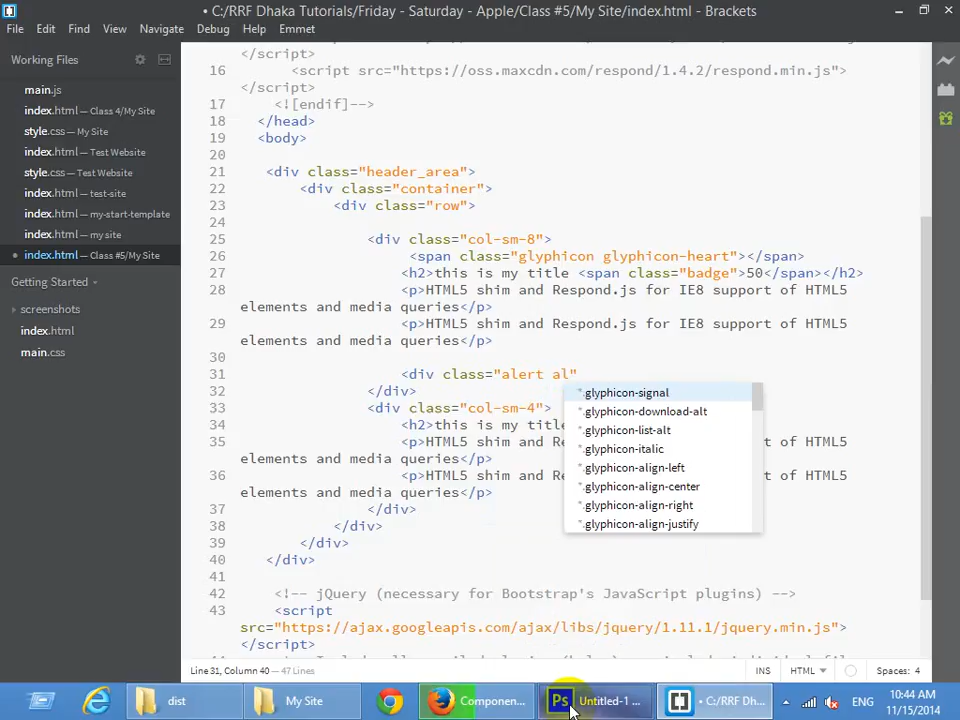 • C:/RRF Dhaka Tutorials/Friday - Saturday - Apple/Class #5/My Site/index.html - Brackets
File Edit Find View Navigate Debug Help Emmet
Working Files
main.js
index.html — Class 4/My Site
style.css — My Site
index.html — Test Website
style.css — Test Website
index.html — test-site
index.html — my-start-template
index.html — my site
• index.html — Class #5/My Site
Getting Started
screenshots
index.html
main.css
</script>
16 <script src="https://oss.maxcdn.com/respond/1.4.2/respond.min.js">
</script>
17 <![endif]-->
18 </head>
19 <body>
20
21 <div class="header_area">
22 <div class="container">
23 <div class="row">
24
25 <div class="col-sm-8">
26 <span class="glyphicon glyphicon-heart"></span>
27 <h2>this is my title <span class="badge">50</span></h2>
28 <p>HTML5 shim and Respond.js for IE8 support of HTML5
elements and media queries</p>
29 <p>HTML5 shim and Respond.js for IE8 support of HTML5
elements and media queries</p>
30
31 <div class="alert al"
32 </div>
33 <div class="col-sm-4">
34 <h2>this is my title
35 <p>HTML5 shim and Re of HTML5
elements and media queries</p>
36 <p>HTML5 shim and Re of HTML5
elements and media queries</p>
37 </div>
38 </div>
39 </div>
40 </div>
41
42 <!-- jQuery (necessary for Bootstrap's JavaScript plugins) -->
43 <script
src="https://ajax.googleapis.com/ajax/libs/jquery/1.11.1/jquery.min.js">
</script>
*.glyphicon-signal
*.glyphicon-download-alt
*.glyphicon-list-alt
*.glyphicon-italic
*.glyphicon-align-left
*.glyphicon-align-center
*.glyphicon-align-right
*.glyphicon-align-justify
Line 31, Column 40 — 47 Lines
INS HTML Spaces: 4
dist My Site Componen... Ps Untitled-1 ... • C:/RRF Dh... ENG
10:44 AM
11/15/2014